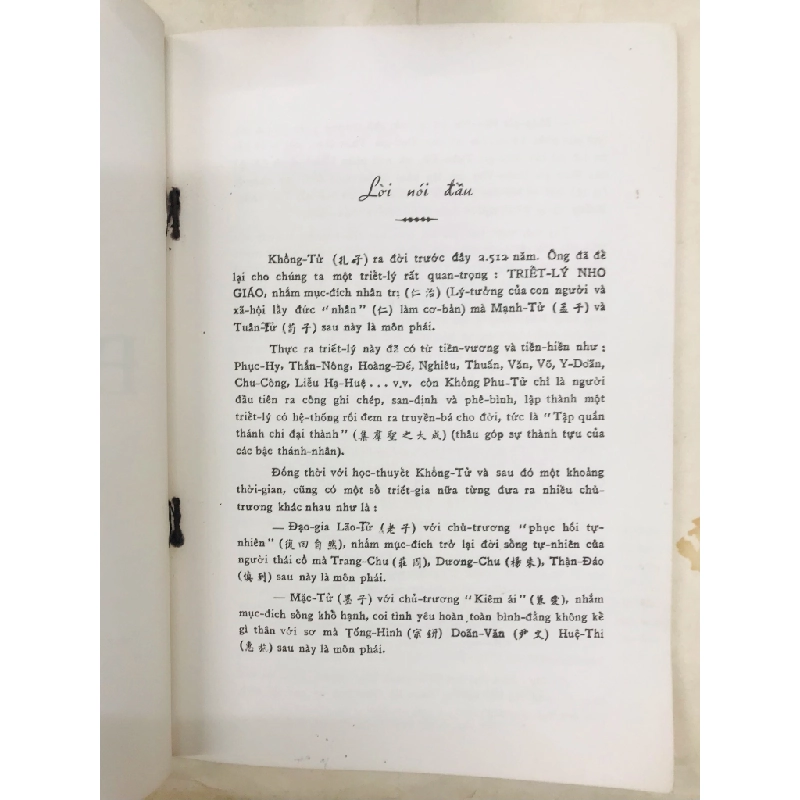 Lời nói đầu
Khổng-Tử (孔子) ra đời trước đây 2.512 năm. Ông đã để
lại cho chúng ta một triết-lý rất quan-trọng : TRIẾT-LÝ NHO
GIÁO, nhắm mục-đích nhân trị (仁治) (Lý-tưởng của con người và
xã-hội lấy đức "nhân" (仁) làm cơ-bản) mà Mạnh-Tử (孟子) và
Tuân-Tử (荀子) sau này là môn phái.
Thực ra triết-lý này đã có từ tiên-vương và tiên-hiền như :
Phục-Hy, Thần-Nông, Hoàng-Đế, Nghiêu, Thuấn, Văn, Võ, Y-Doãn,
Chu-Công, Liễu Hạ-Huệ . . . v.v. còn Khổng Phu-Tử chỉ là người
đầu tiên ra công ghi chép, san-định và phê-bình, lập thành một
triết-lý có hệ-thống rồi đem ra truyền-bá cho đời, tức là "Tập quần
thánh chi đại thành" (集羣聖之大成) (thâu góp sự thành tựu của
các bậc thánh-nhân).
Đồng thời với học-thuyết Khổng-Tử và sau đó một khoảng
thời-gian, cũng có một số triết-gia nữa từng đưa ra nhiều chủ-
trương khác nhau như là :
— Đạo-gia Lão-Tử (老子) với chủ-trương "phục hồi tự-
nhiên" (復回自然), nhắm mục-đích trở lại đời sống tự-nhiên của
người thái cổ mà Trang-Chu (莊周), Dương-Chu (楊朱), Thận-Đáo
(慎到) sau này là môn phái.
— Mặc-Tử (墨子) với chủ-trương "Kiêm ái" (兼愛), nhắm
mục-đích sống khổ hạnh, coi tình yêu hoàn toàn bình-đẳng không kể
gì thân với sơ mà Tống-Hình (宋鈃) Doãn-Văn (尹文) Huệ-Thi
(惠施) sau này là môn phái.